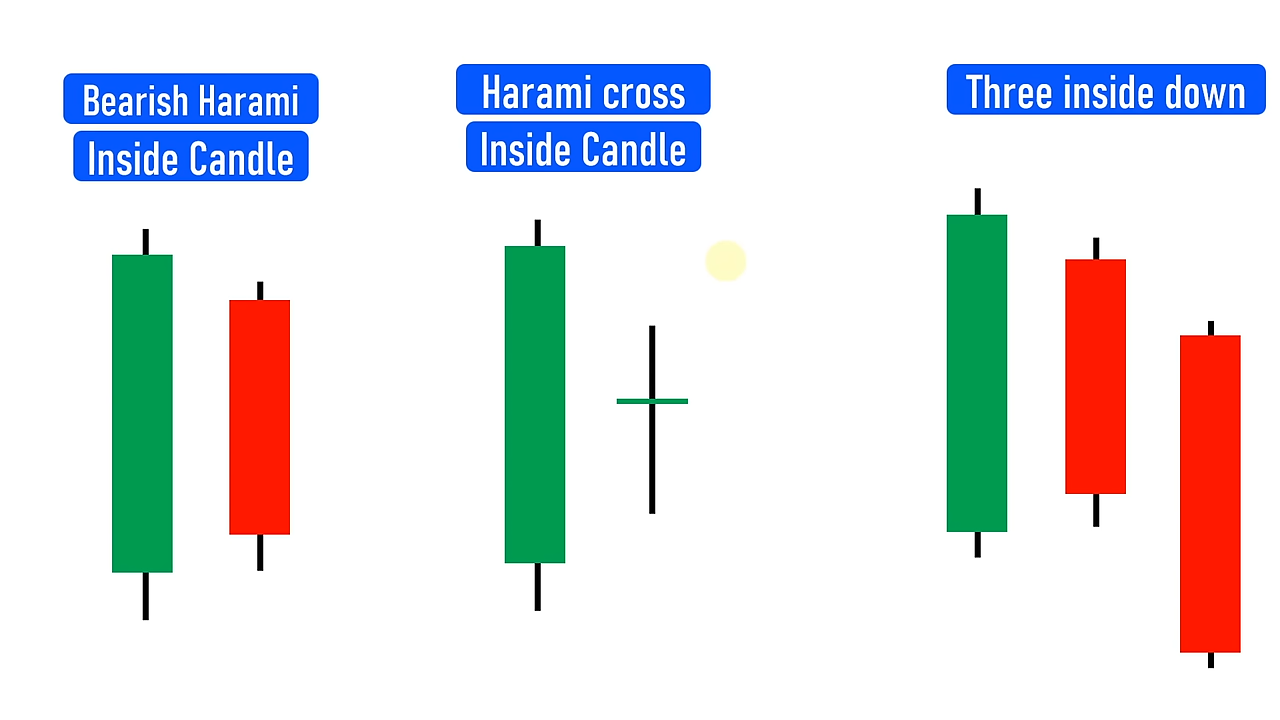 Bearish Harami
Inside Candle
Harami cross
Inside Candle
Three inside down